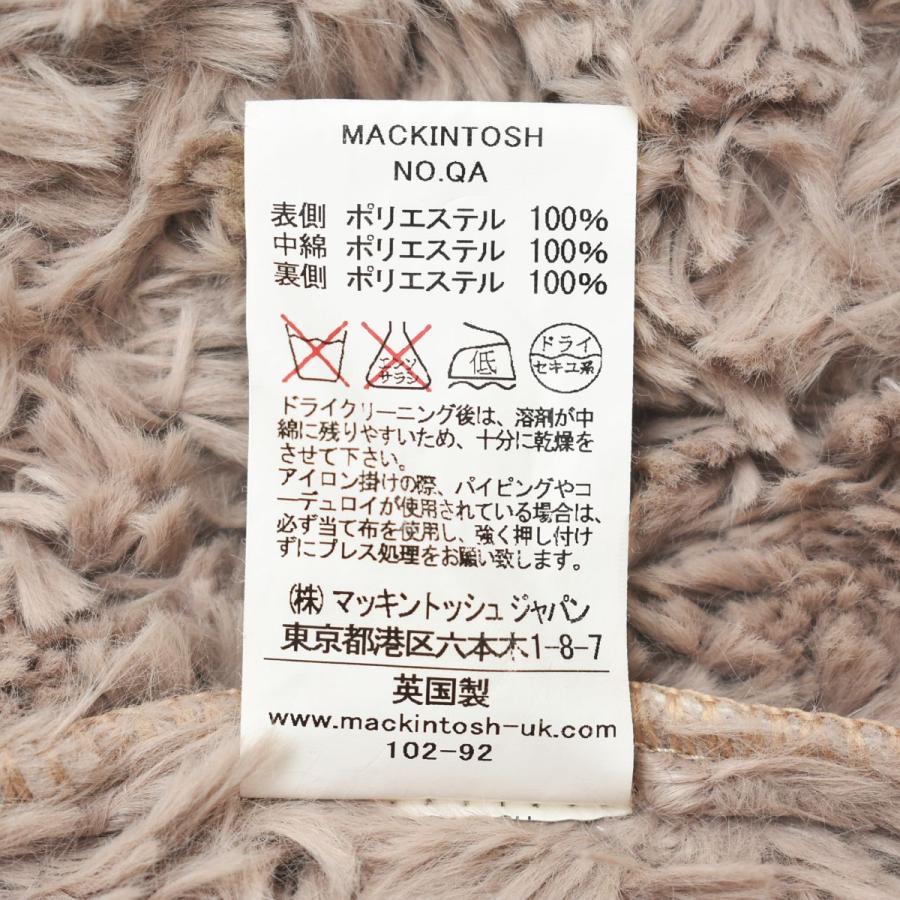 MACKINTOSH
NO.QA
表側 ポリエステル 100%
中綿 ポリエステル 100%
裏側 ポリエステル 100%
エンソ
サラシ
低
ドライ
セキユ系
ドライクリーニング後は、溶剤が中
綿に残りやすいため、十分に乾燥を
させて下さい。
アイロン掛けの際、パイピングやコ
ーデュロイが使用されている場合は、
必ず当て布を使用し、強く押し付け
ずにプレス処理をお願い致します。
㈱ マッキントッシュ ジャパン
東京都港区六本木1-8-7
英国製
www.mackintosh-uk.com
102-92